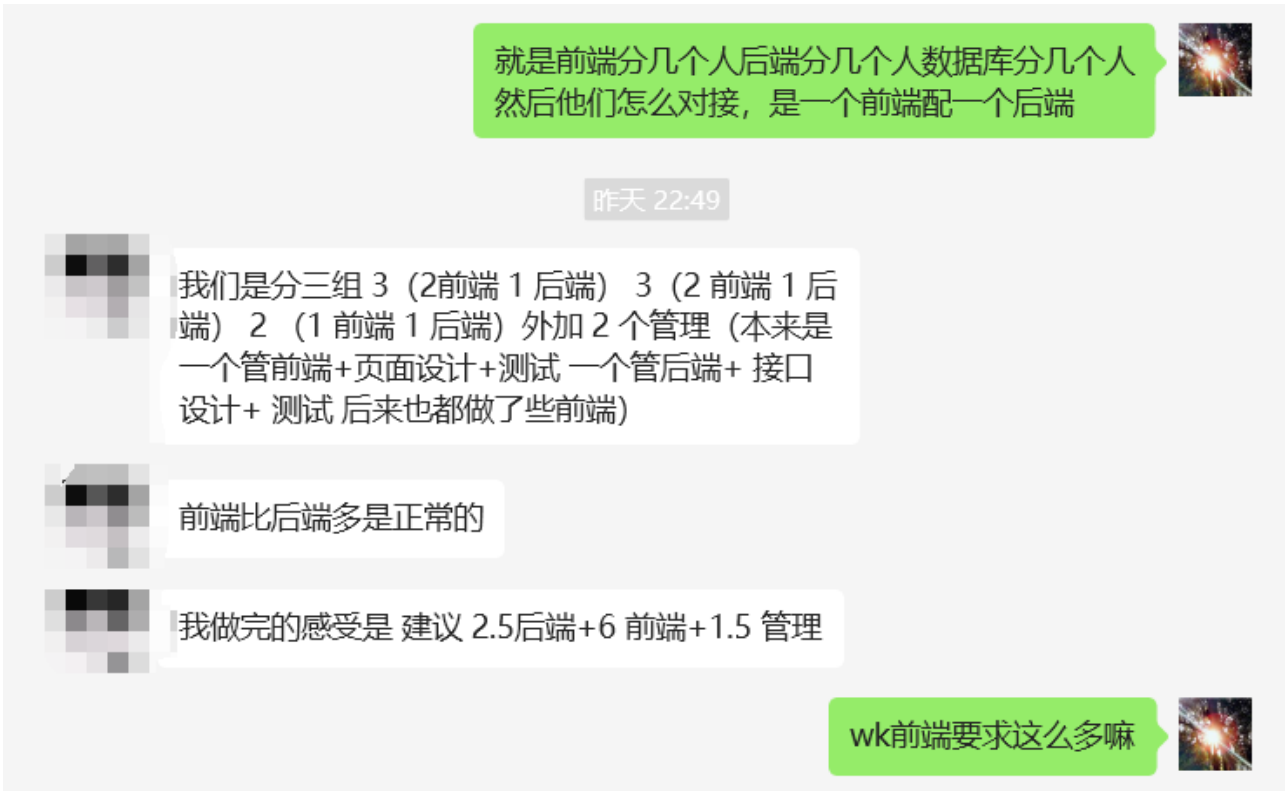 就是前端分几个人后端分几个人数据库分几个人
然后他们怎么对接，是一个前端配一个后端
昨天 22:49
我们是分三组 3（2前端 1 后端） 3（2 前端 1 后
端） 2 （1 前端 1 后端）外加 2 个管理（本来是
一个管前端+页面设计+测试 一个管后端+ 接口
设计+ 测试 后来也都做了些前端）
前端比后端多是正常的
我做完的感受是 建议 2.5后端+6 前端+1.5 管理
wk前端要求这么多嘛